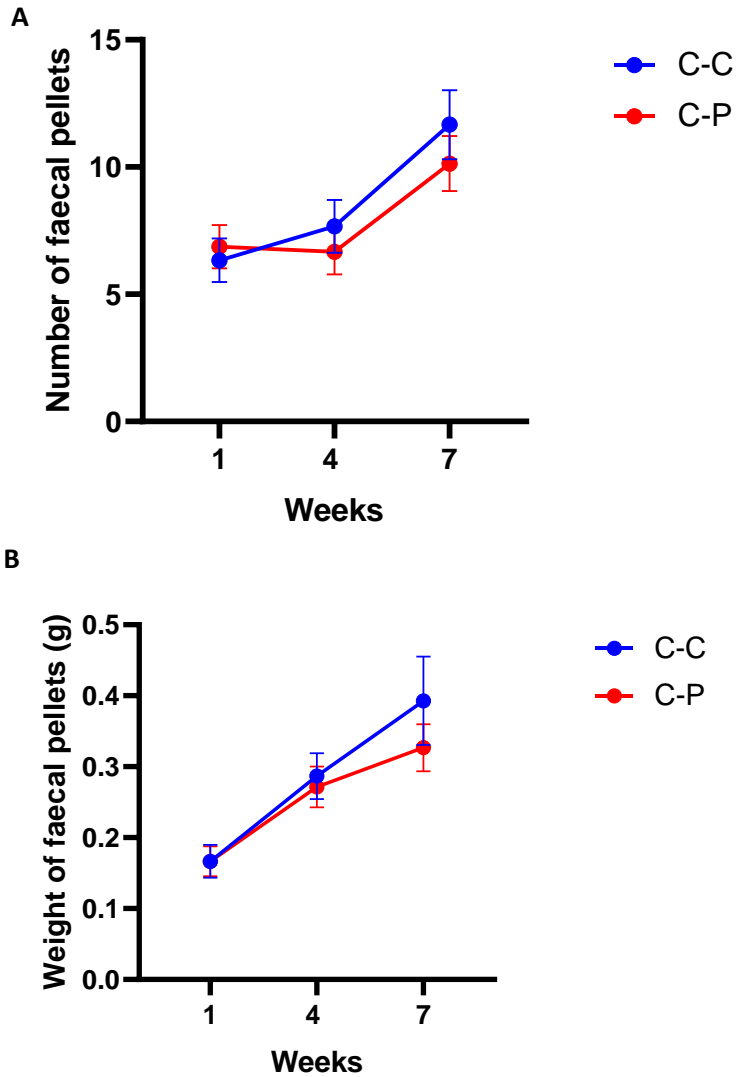 A
Number of faecal pellets
15
10
5
0
1 4 7
Weeks
C-C
C-P
B
Weight of faecal pellets (g)
0.5
0.4
0.3
0.2
0.1
0.0
1 4 7
Weeks
C-C
C-P